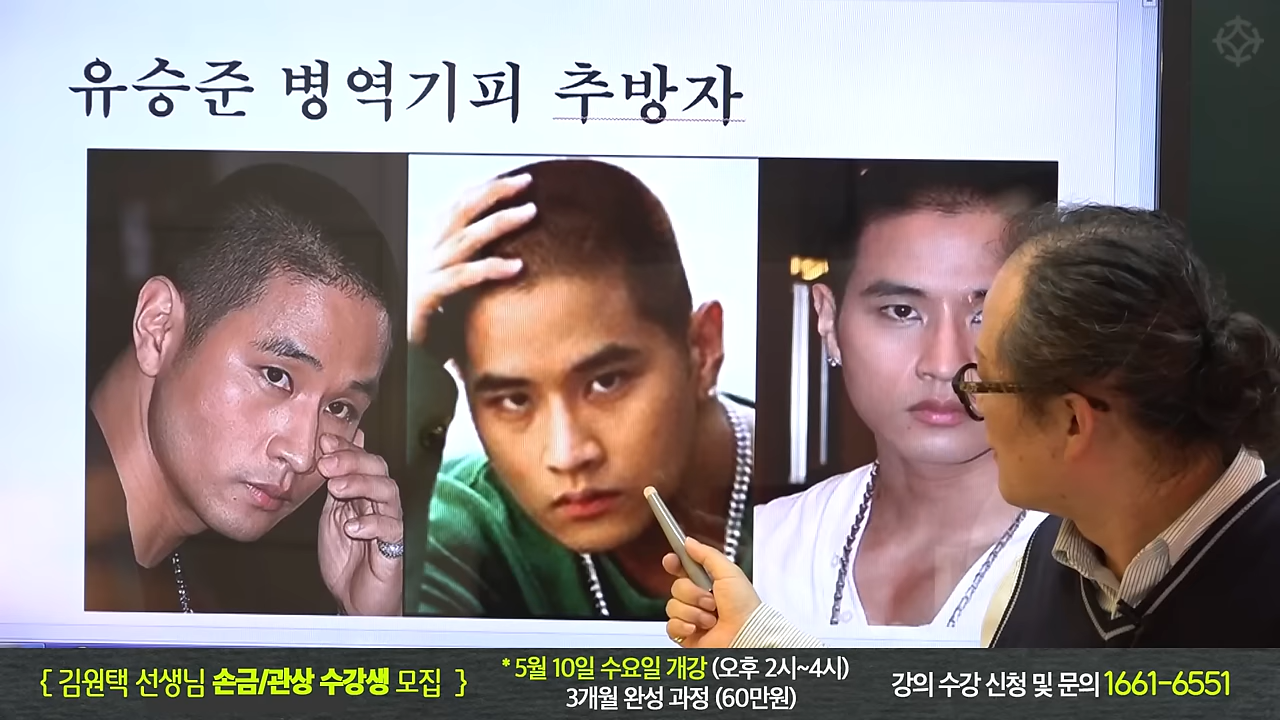 유승준 병역기피 추방자
{ 김원택 선생님 손금/관상 수강생 모집 }
* 5월 10일 수요일 개강 (오후 2시~4시)
3개월 완성 과정 (60만원)
강의 수강 신청 및 문의 1661-6551